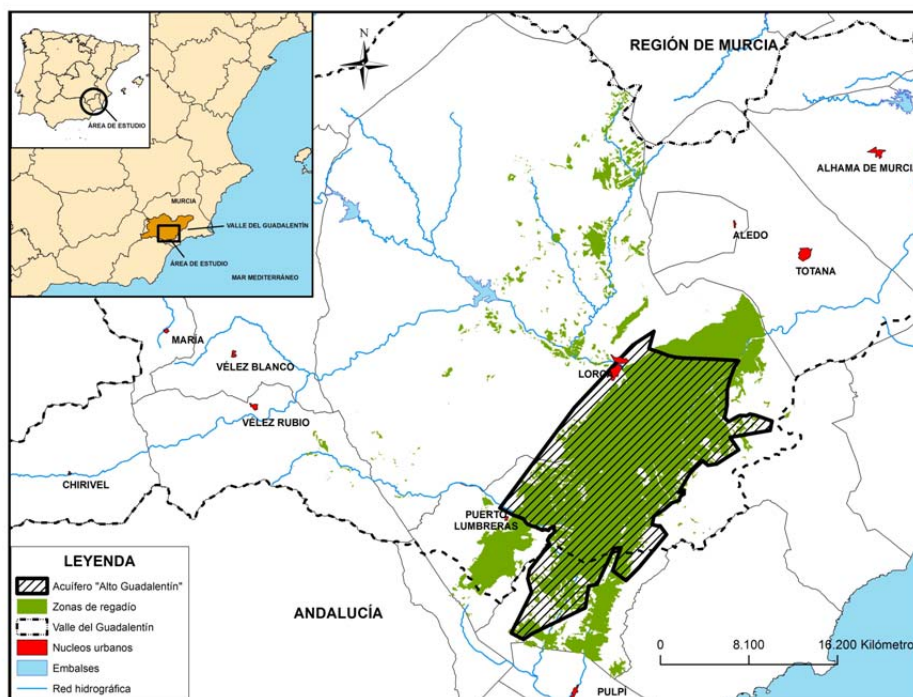 ÁREA DE ESTUDIO
MURCIA
VALLE DEL GUADALENTÍN
ÁREA DE ESTUDIO
MAR MEDITERRÁNEO
N
REGIÓN DE MURCIA
ALHAMA DE MURCIA
ALEDO
TOTANA
MARÍA
VÉLEZ BLANCO
LORCA
VÉLEZ RUBIO
CHIRIVEL
PUERTO
LUMBRERAS
ANDALUCÍA
PULPÍ
LEYENDA
Acuífero "Alto Guadalentín"
Zonas de regadío
Valle del Guadalentín
Nucleos urbanos
Embalses
Red hidrográfica
0 8.100 16.200 Kilómetro